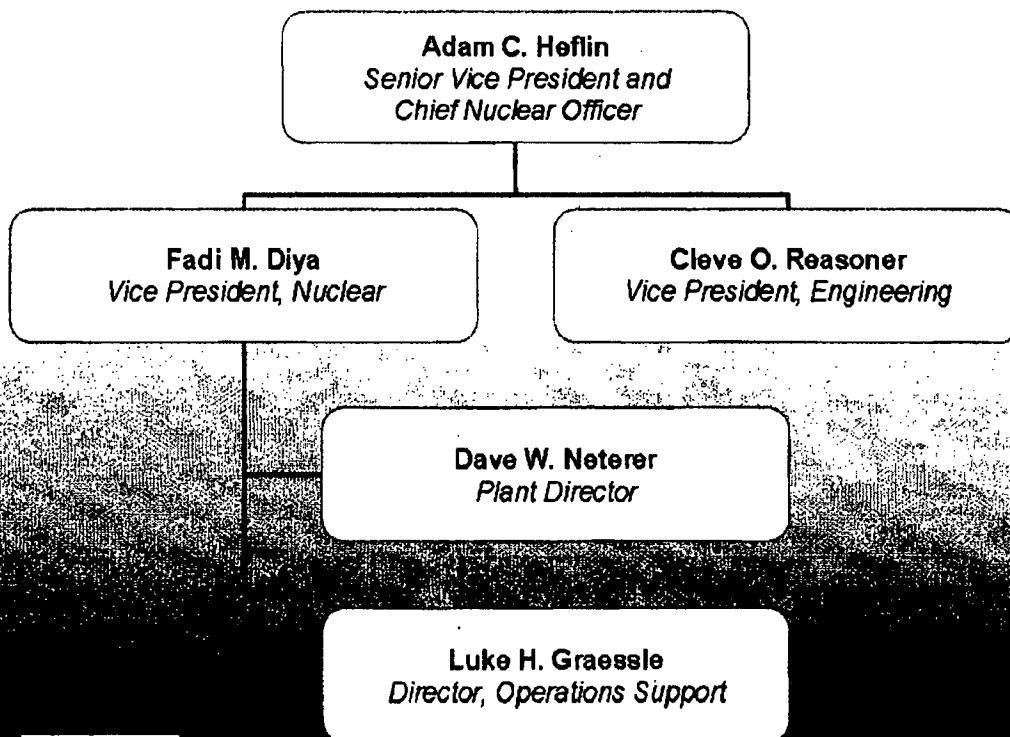 Adam C. Heflin
Senior Vice President and
Chief Nuclear Officer
Fadi M. Diya
Vice President, Nuclear
Cleve O. Reasoner
Vice President, Engineering
Dave W. Neterer
Plant Director
Luke H. Graessle
Director, Operations Support